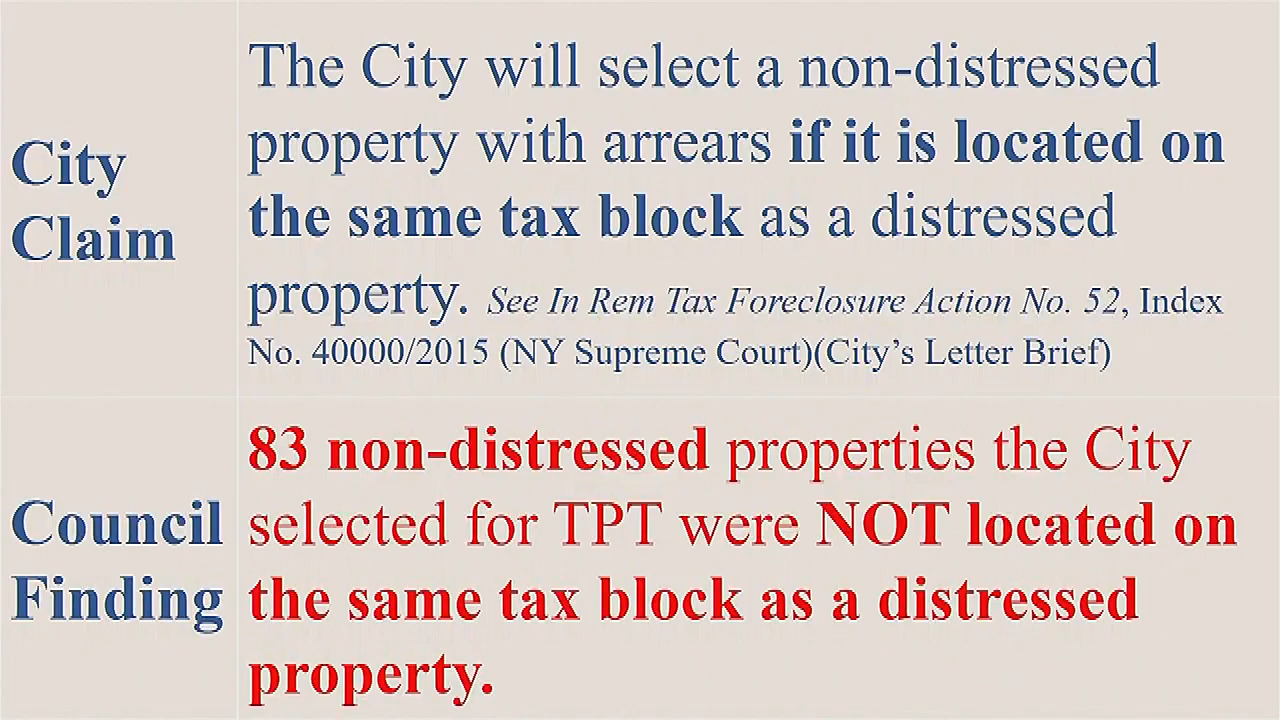 City
Claim
The City will select a non-distressed
property with arrears if it is located on
the same tax block as a distressed
property. See In Rem Tax Foreclosure Action No. 52, Index
No. 40000/2015 (NY Supreme Court)(City’s Letter Brief)
Council
Finding
83 non-distressed properties the City
selected for TPT were NOT located on
the same tax block as a distressed
property.